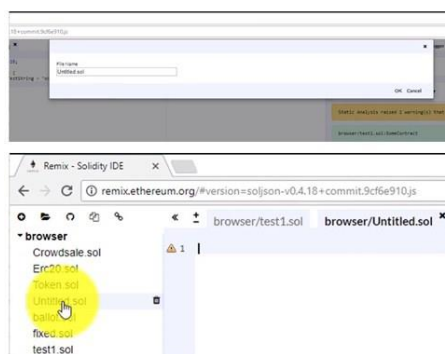 File name
Untitled.sol
OK Cancel
Static Analysis raised 1 warning(s) that
browser/test1.sol:SomeContract
Remix - Solidity IDE
remix.ethereum.org/#version=soljson-v0.4.18+commit.9cf6e910.js
browser/test1.sol browser/Untitled.sol
browser
1
Crowdsale.sol
Erc20.sol
Token.sol
Untitled.sol
ballot.sol
fixed.sol
test1.sol